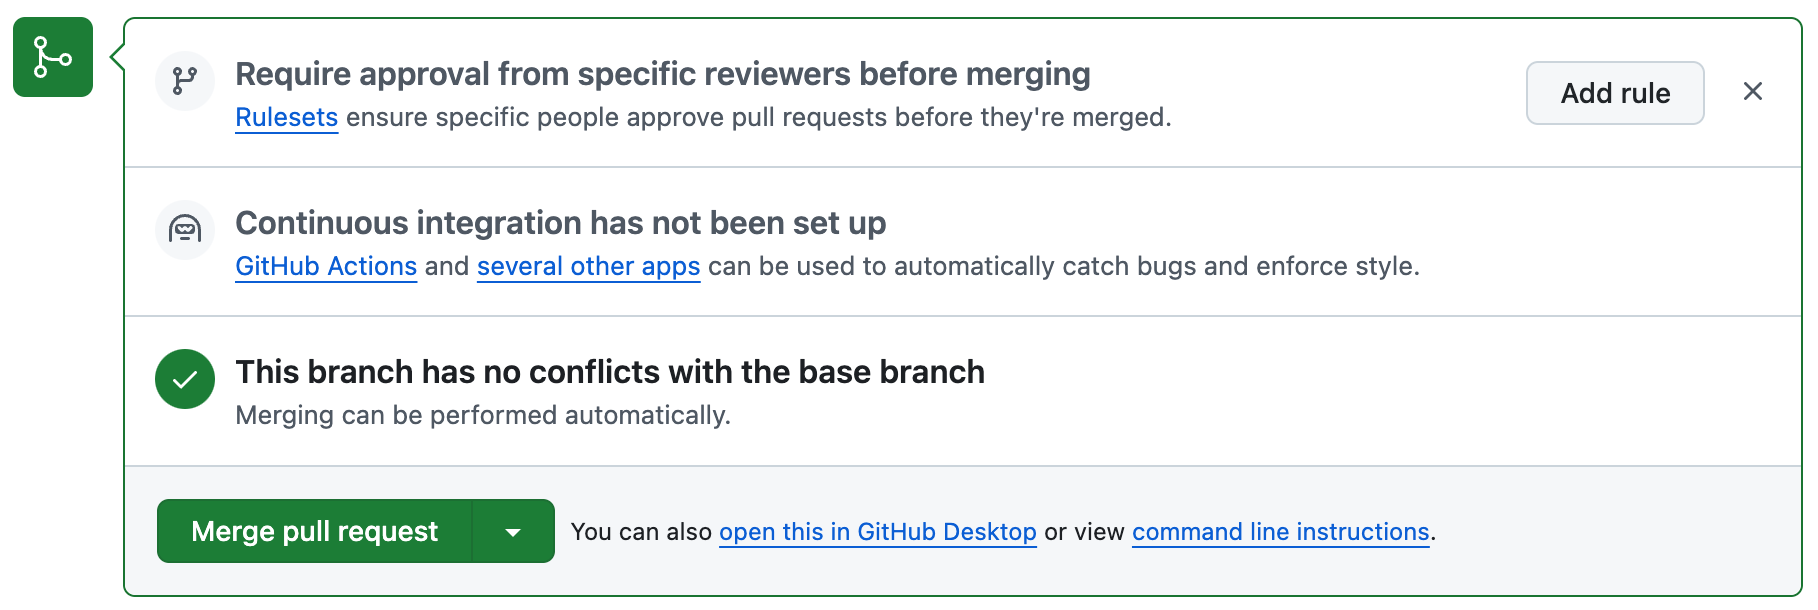 Require approval from specific reviewers before merging
Rulesets ensure specific people approve pull requests before they're merged.
Add rule
Continuous integration has not been set up
GitHub Actions and several other apps can be used to automatically catch bugs and enforce style.
This branch has no conflicts with the base branch
Merging can be performed automatically.
Merge pull request
You can also open this in GitHub Desktop or view command line instructions.